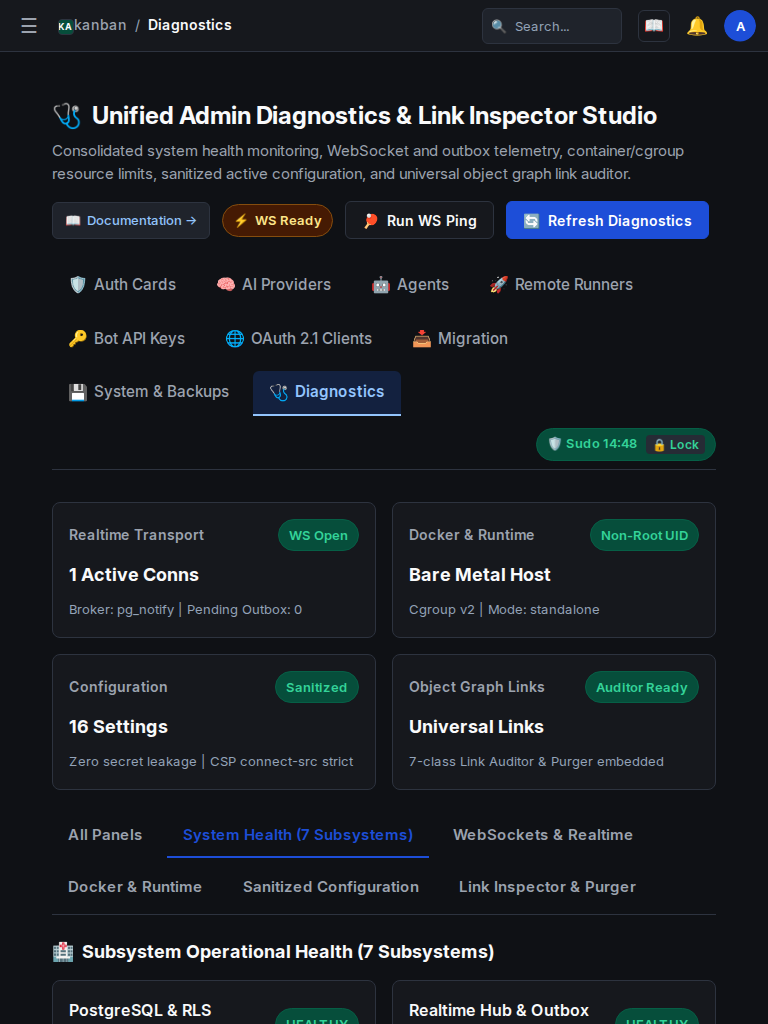 KA kanban / Diagnostics
Search...
A
Unified Admin Diagnostics & Link Inspector Studio
Consolidated system health monitoring, WebSocket and outbox telemetry, container/cgroup
resource limits, sanitized active configuration, and universal object graph link auditor.
Documentation →
WS Ready
Run WS Ping
Refresh Diagnostics
Auth Cards
AI Providers
Agents
Remote Runners
Bot API Keys
OAuth 2.1 Clients
Migration
System & Backups
Diagnostics
Sudo 14:48
Lock
Realtime Transport
WS Open
1 Active Conns
Broker: pg_notify | Pending Outbox: 0
Docker & Runtime
Non-Root UID
Bare Metal Host
Cgroup v2 | Mode: standalone
Configuration
Sanitized
16 Settings
Zero secret leakage | CSP connect-src strict
Object Graph Links
Auditor Ready
Universal Links
7-class Link Auditor & Purger embedded
All Panels
System Health (7 Subsystems)
WebSockets & Realtime
Docker & Runtime
Sanitized Configuration
Link Inspector & Purger
Subsystem Operational Health (7 Subsystems)
PostgreSQL & RLS
HEALTHY
Realtime Hub & Outbox
HEALTHY